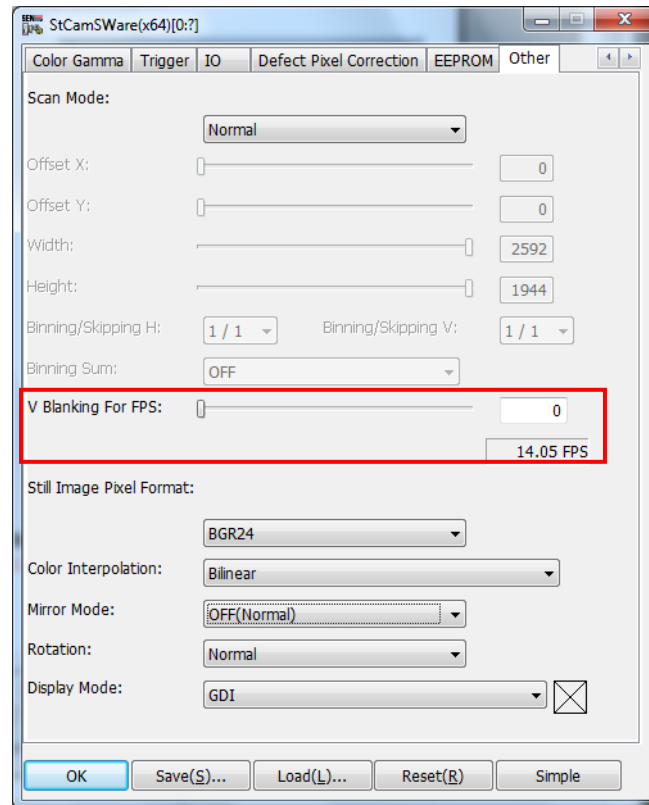 StCamSWare(x64)[0:?]
Color Gamma Trigger IO Defect Pixel Correction EEPROM Other
Scan Mode:
Normal
Offset X: 0
Offset Y: 0
Width: 2592
Height: 1944
Binning/Skipping H: 1 / 1 Binning/Skipping V: 1 / 1
Binning Sum: OFF
V Blanking For FPS: 0
14.05 FPS
Still Image Pixel Format:
BGR24
Color Interpolation: Bilinear
Mirror Mode: OFF(Normal)
Rotation: Normal
Display Mode: GDI
OK Save(S)... Load(L)... Reset(R) Simple